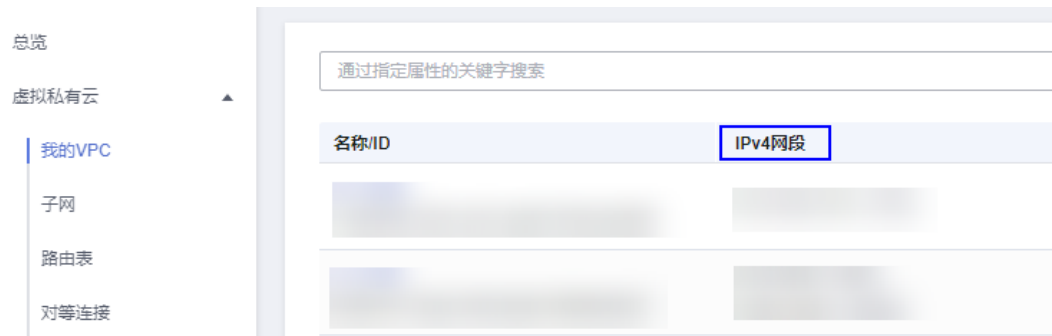 总览
虚拟私有云
我的VPC
子网
路由表
对等连接
通过指定属性的关键字搜索
名称/ID
IPv4网段